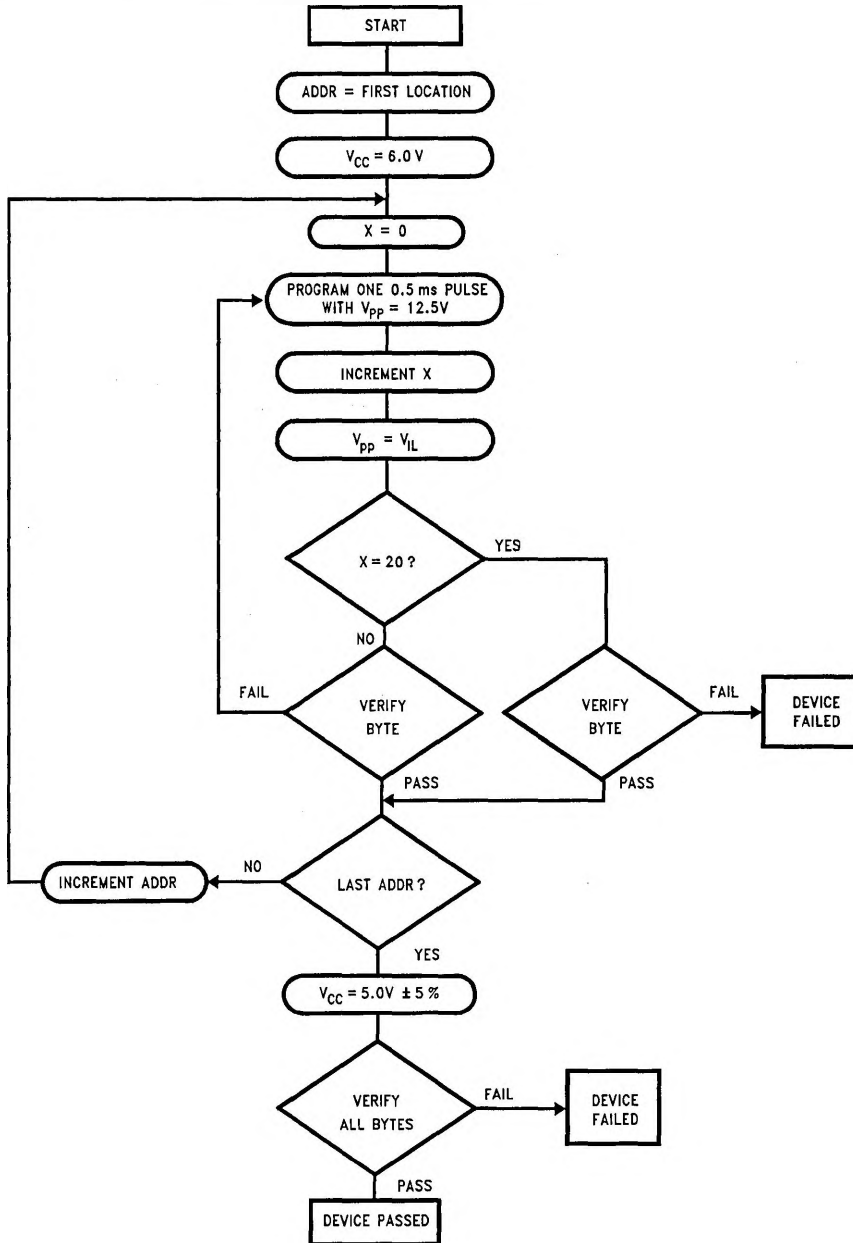 START
ADDR = FIRST LOCATION
VCC = 6.0 V
X = 0
PROGRAM ONE 0.5 ms PULSE
WITH VPP = 12.5V
INCREMENT X
Vpp = VIL
X = 20 ?
YES
NO
FAIL
VERIFY
BYTE
PASS
VERIFY
BYTE
FAIL
PASS
DEVICE
FAILED
LAST ADDR ?
NO
INCREMENT ADDR
YES
VCC = 5.0V ± 5 %
VERIFY
ALL BYTES
FAIL
DEVICE
FAILED
PASS
DEVICE PASSED